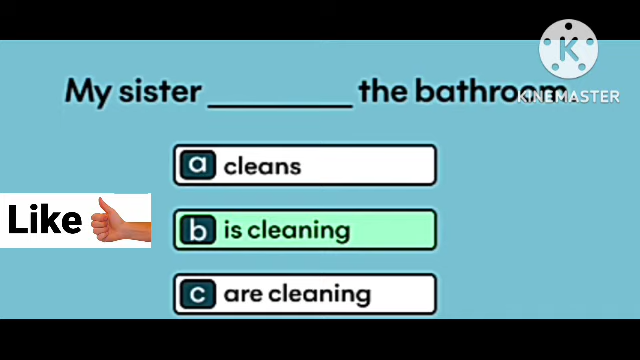 K
KINEMASTER
My sister ________ the bathroom.
a cleans
Like
b is cleaning
c are cleaning